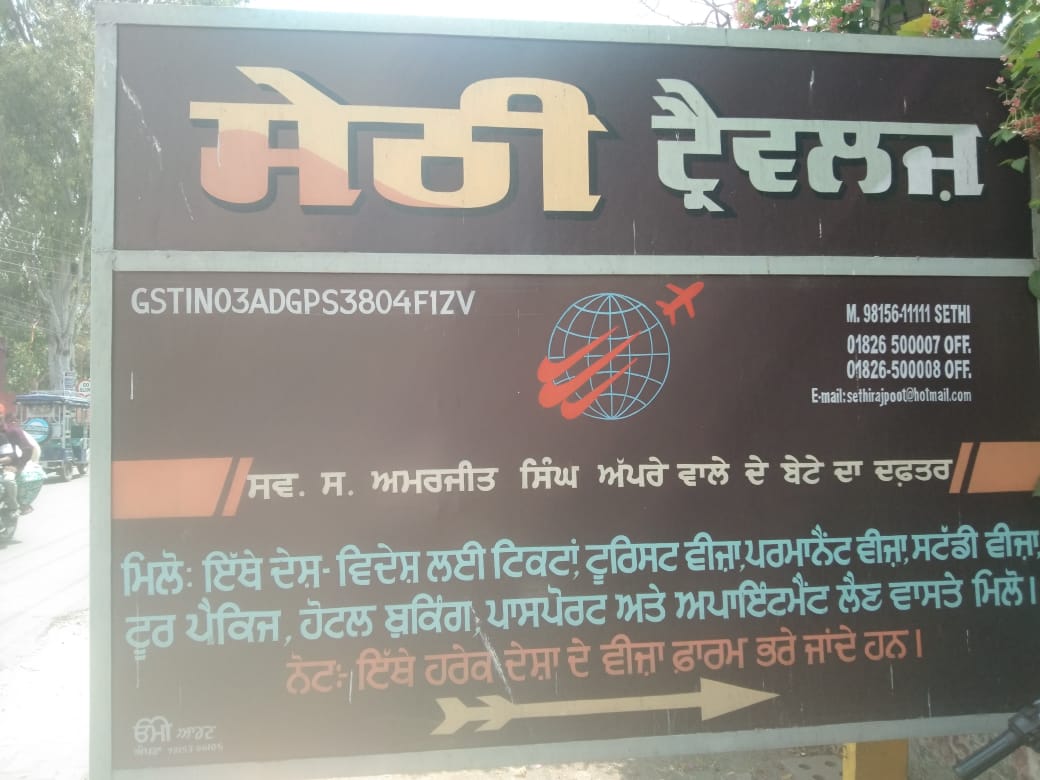 ਸੇਠੀ ਟ੍ਰੈਵਲਜ਼
GSTIN03ADGPS3804F1ZV
M. 98156-11111 SETHI
01826 500007 OFF.
01826-500008 OFF.
E-mail:sethirajpoot@hotmail.com
ਸਵ. ਸ. ਅਮਰਜੀਤ ਸਿੰਘ ਅੱਪਰੇ ਵਾਲੇ ਦੇ ਬੇਟੇ ਦਾ ਦਫ਼ਤਰ
ਮਿਲੋ: ਇੱਥੇ ਦੇਸ਼- ਵਿਦੇਸ਼ ਲਈ ਟਿਕਟਾਂ, ਟੂਰਿਸਟ ਵੀਜ਼ਾ,ਪਰਮਾਨੈਂਟ ਵੀਜ਼ਾ,ਸਟੱਡੀ ਵੀਜ਼ਾ,
ਟੂਰ ਪੈਕਿਜ, ਹੋਟਲ ਬੁਕਿੰਗ, ਪਾਸਪੋਰਟ ਅਤੇ ਅਪਾਇੰਟਮੈਂਟ ਲੈਣ ਵਾਸਤੇ ਮਿਲੋ।
ਨੋਟ:-ਇੱਥੇ ਹਰੇਕ ਦੇਸ਼ਾ ਦੇ ਵੀਜ਼ਾ ਫ਼ਾਰਮ ਭਰੇ ਜਾਂਦੇ ਹਨ।
ਆਰਟ